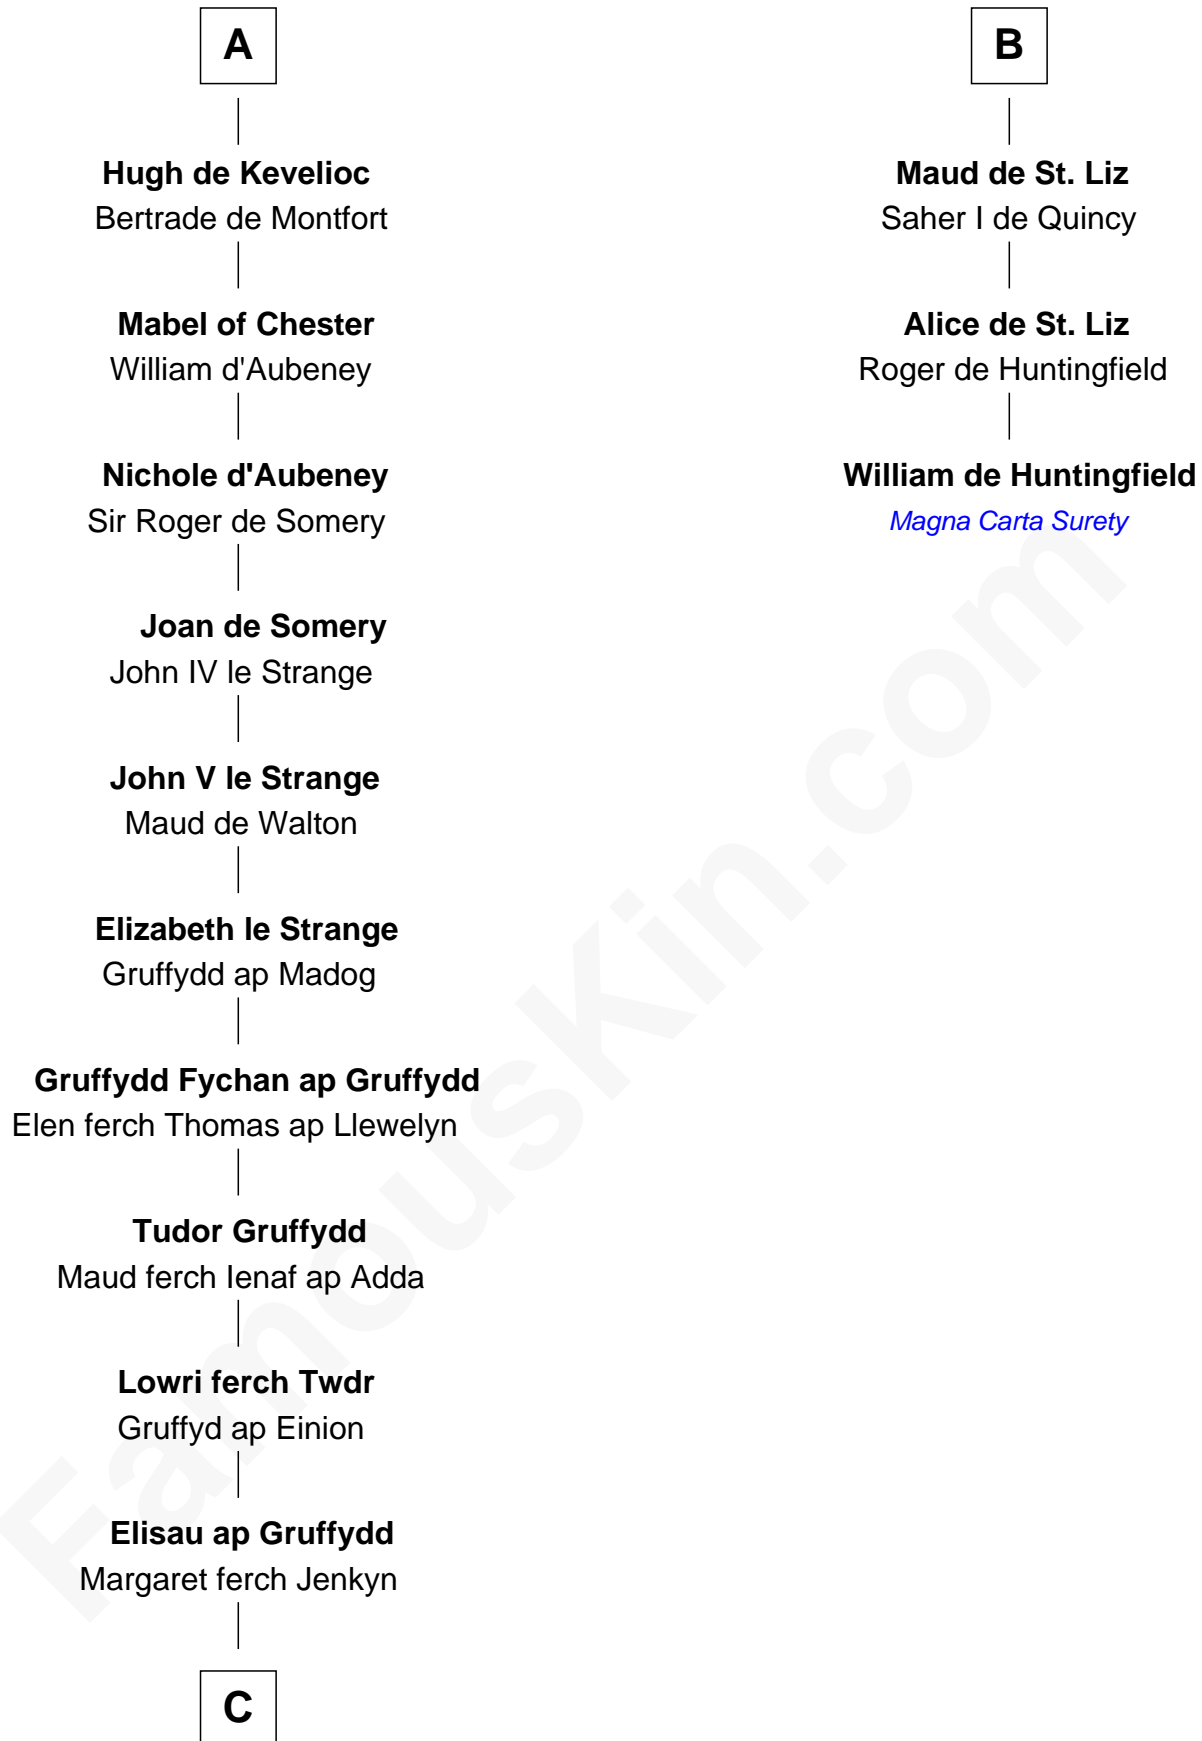 A
Hugh de Kevelioc
Bertrade de Montfort
Mabel of Chester
William d'Aubeney
Nichole d'Aubeney
Sir Roger de Somery
Joan de Somery
John IV le Strange
John V le Strange
Maud de Walton
Elizabeth le Strange
Gruffydd ap Madog
Gruffydd Fychan ap Gruffydd
Elen ferch Thomas ap Llewelyn
Tudor Gruffydd
Maud ferch Ienaf ap Adda
Lowri ferch Twdr
Gruffyd ap Einion
Elisau ap Gruffydd
Margaret ferch Jenkyn
C
B
Maud de St. Liz
Saher I de Quincy
Alice de St. Liz
Roger de Huntingfield
William de Huntingfield
Magna Carta Surety
FamousKin.com